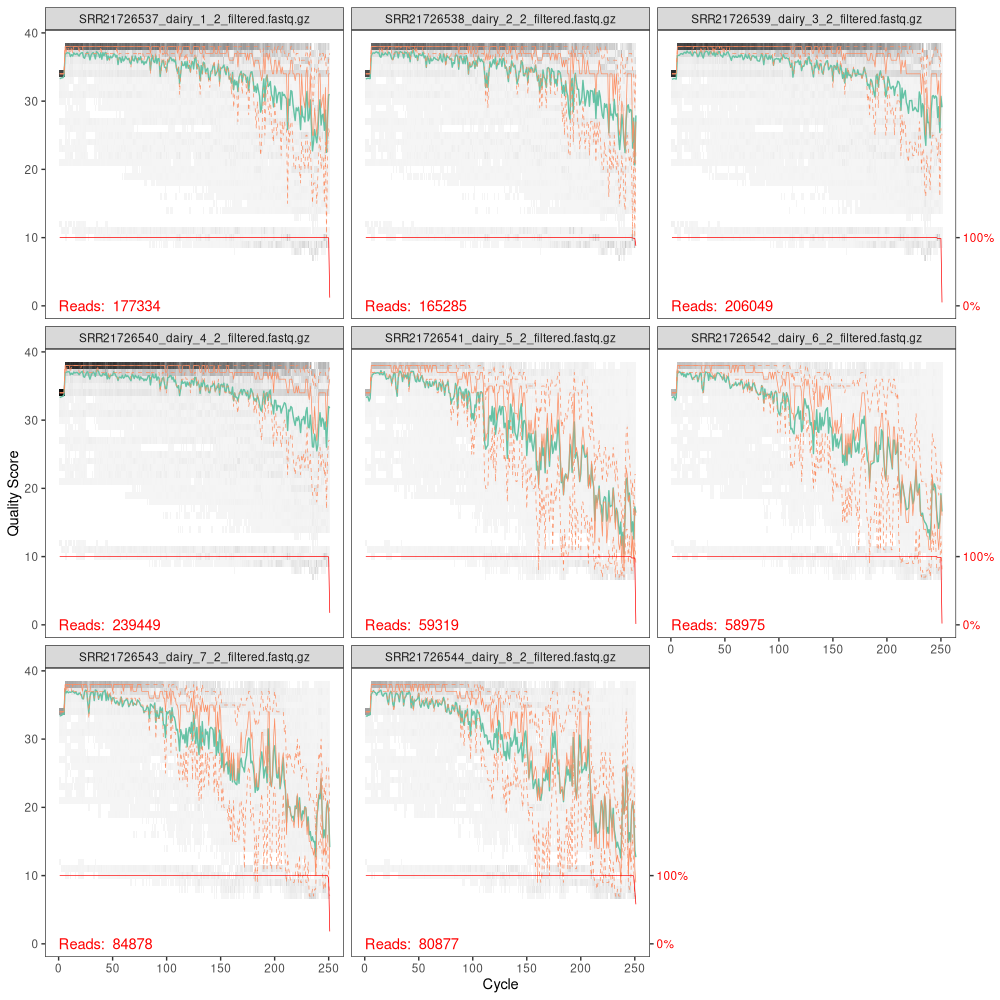 SRR21726537_dairy_1_2_filtered.fastq.gz
SRR21726538_dairy_2_2_filtered.fastq.gz
SRR21726539_dairy_3_2_filtered.fastq.gz
40
30
20
10
0
100%
0%
Reads: 177334
Reads: 165285
Reads: 206049
SRR21726540_dairy_4_2_filtered.fastq.gz
SRR21726541_dairy_5_2_filtered.fastq.gz
SRR21726542_dairy_6_2_filtered.fastq.gz
40
30
20
10
0
100%
0%
Reads: 239449
Reads: 59319
Reads: 58975
0 50 100 150 200 250
Quality Score
SRR21726543_dairy_7_2_filtered.fastq.gz
SRR21726544_dairy_8_2_filtered.fastq.gz
40
30
20
10
0
100%
0%
Reads: 84878
Reads: 80877
0 50 100 150 200 250
0 50 100 150 200 250
Cycle